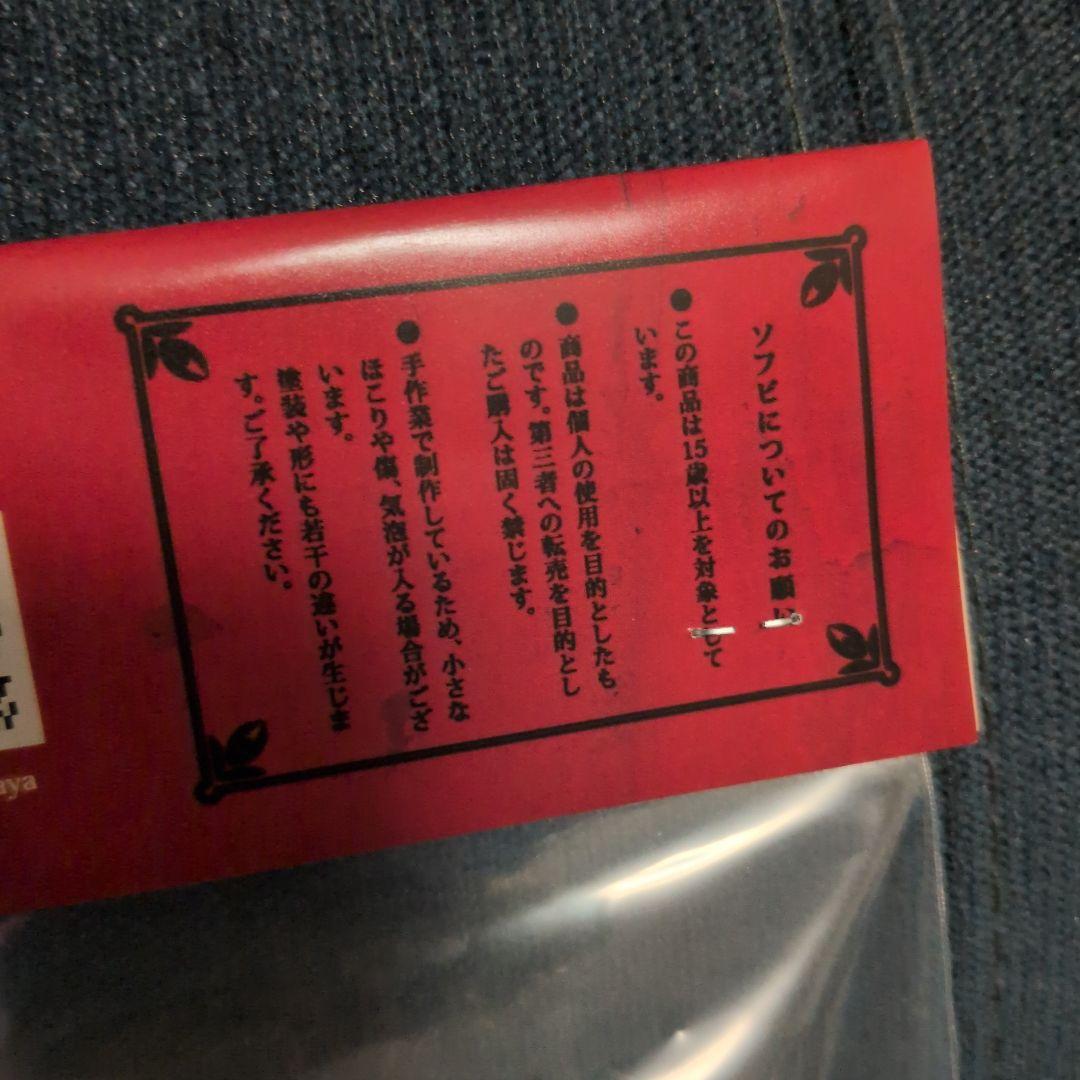 ソフビについてのお願い
●この商品は15歳以上を対象として
います。
●商品は個人の使用を目的としたも
のです。第三者への転売を目的とし
たご購入は固く禁じます。
●手作業で制作しているため、小さな
ほこりや傷、気泡が入る場合がござ
います。
塗装や形にも若干の違いが生じま
す。ご了承ください。